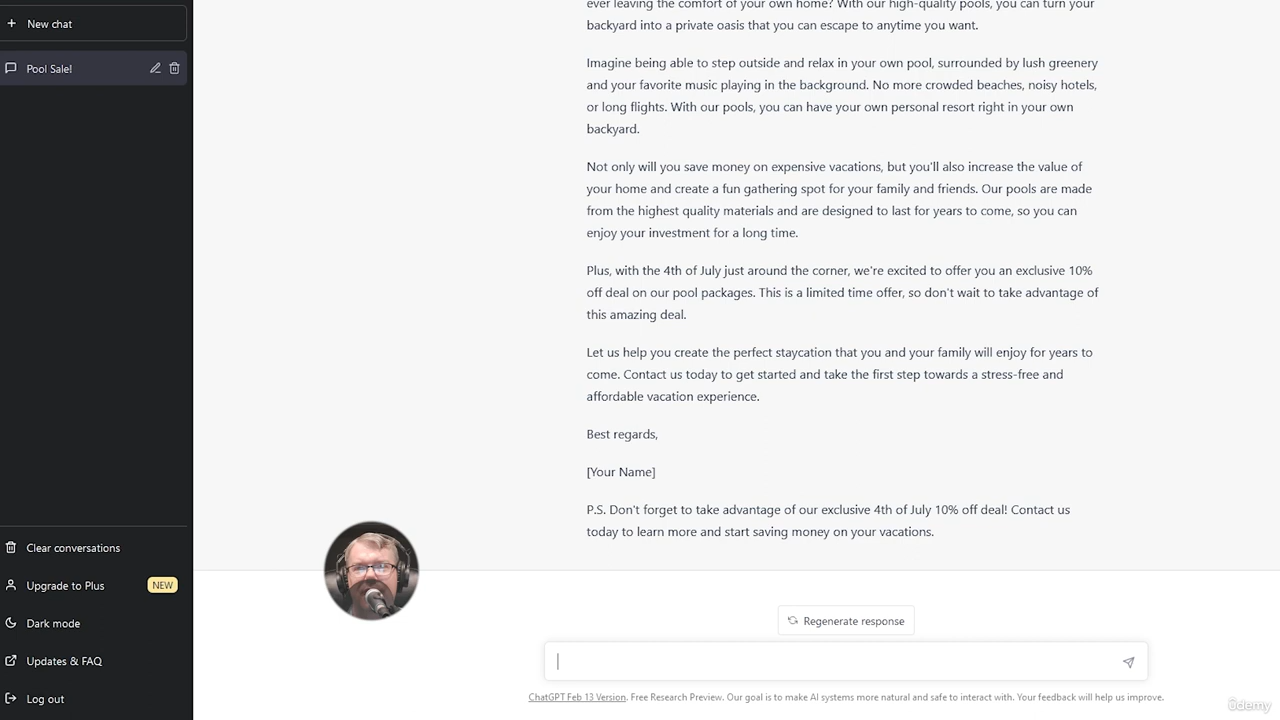 New chat
Pool Sale!
ever leaving the comfort of your own home? With our high-quality pools, you can turn your
backyard into a private oasis that you can escape to anytime you want.
Imagine being able to step outside and relax in your own pool, surrounded by lush greenery
and your favorite music playing in the background. No more crowded beaches, noisy hotels,
or long flights. With our pools, you can have your own personal resort right in your own
backyard.
Not only will you save money on expensive vacations, but you'll also increase the value of
your home and create a fun gathering spot for your family and friends. Our pools are made
from the highest quality materials and are designed to last for years to come, so you can
enjoy your investment for a long time.
Plus, with the 4th of July just around the corner, we're excited to offer you an exclusive 10%
off deal on our pool packages. This is a limited time offer, so don't wait to take advantage of
this amazing deal.
Let us help you create the perfect staycation that you and your family will enjoy for years to
come. Contact us today to get started and take the first step towards a stress-free and
affordable vacation experience.
Best regards,
[Your Name]
P.S. Don't forget to take advantage of our exclusive 4th of July 10% off deal! Contact us
today to learn more and start saving money on your vacations.
Clear conversations
Upgrade to Plus NEW
Dark mode
Updates & FAQ
Log out
Regenerate response
ChatGPT Feb 13 Version. Free Research Preview. Our goal is to make AI systems more natural and safe to interact with. Your feedback will help us improve.
ûdemy